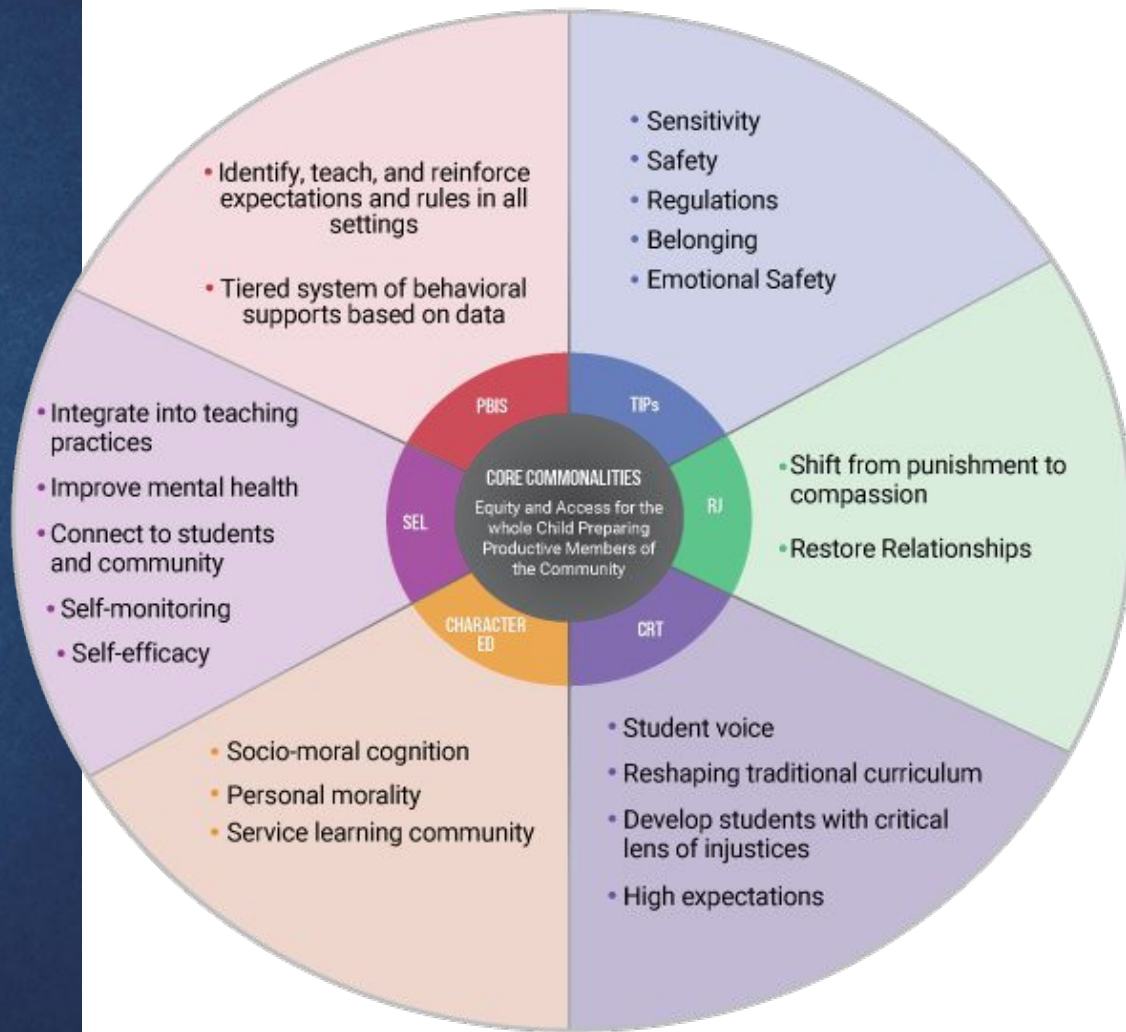 • Identify, teach, and reinforce
expectations and rules in all
settings
• Tiered system of behavioral
supports based on data
• Sensitivity
• Safety
• Regulations
• Belonging
• Emotional Safety
PBIS
TIPs
• Integrate into teaching
practices
• Improve mental health
• Connect to students
and community
• Self-monitoring
• Self-efficacy
SEL
CORE COMMONALITIES
Equity and Access for the
whole Child Preparing
Productive Members of
the Community
RJ
• Shift from punishment to
compassion
• Restore Relationships
CHARACTER
ED
CRT
• Socio-moral cognition
• Personal morality
• Service learning community
• Student voice
• Reshaping traditional curriculum
• Develop students with critical
lens of injustices
• High expectations